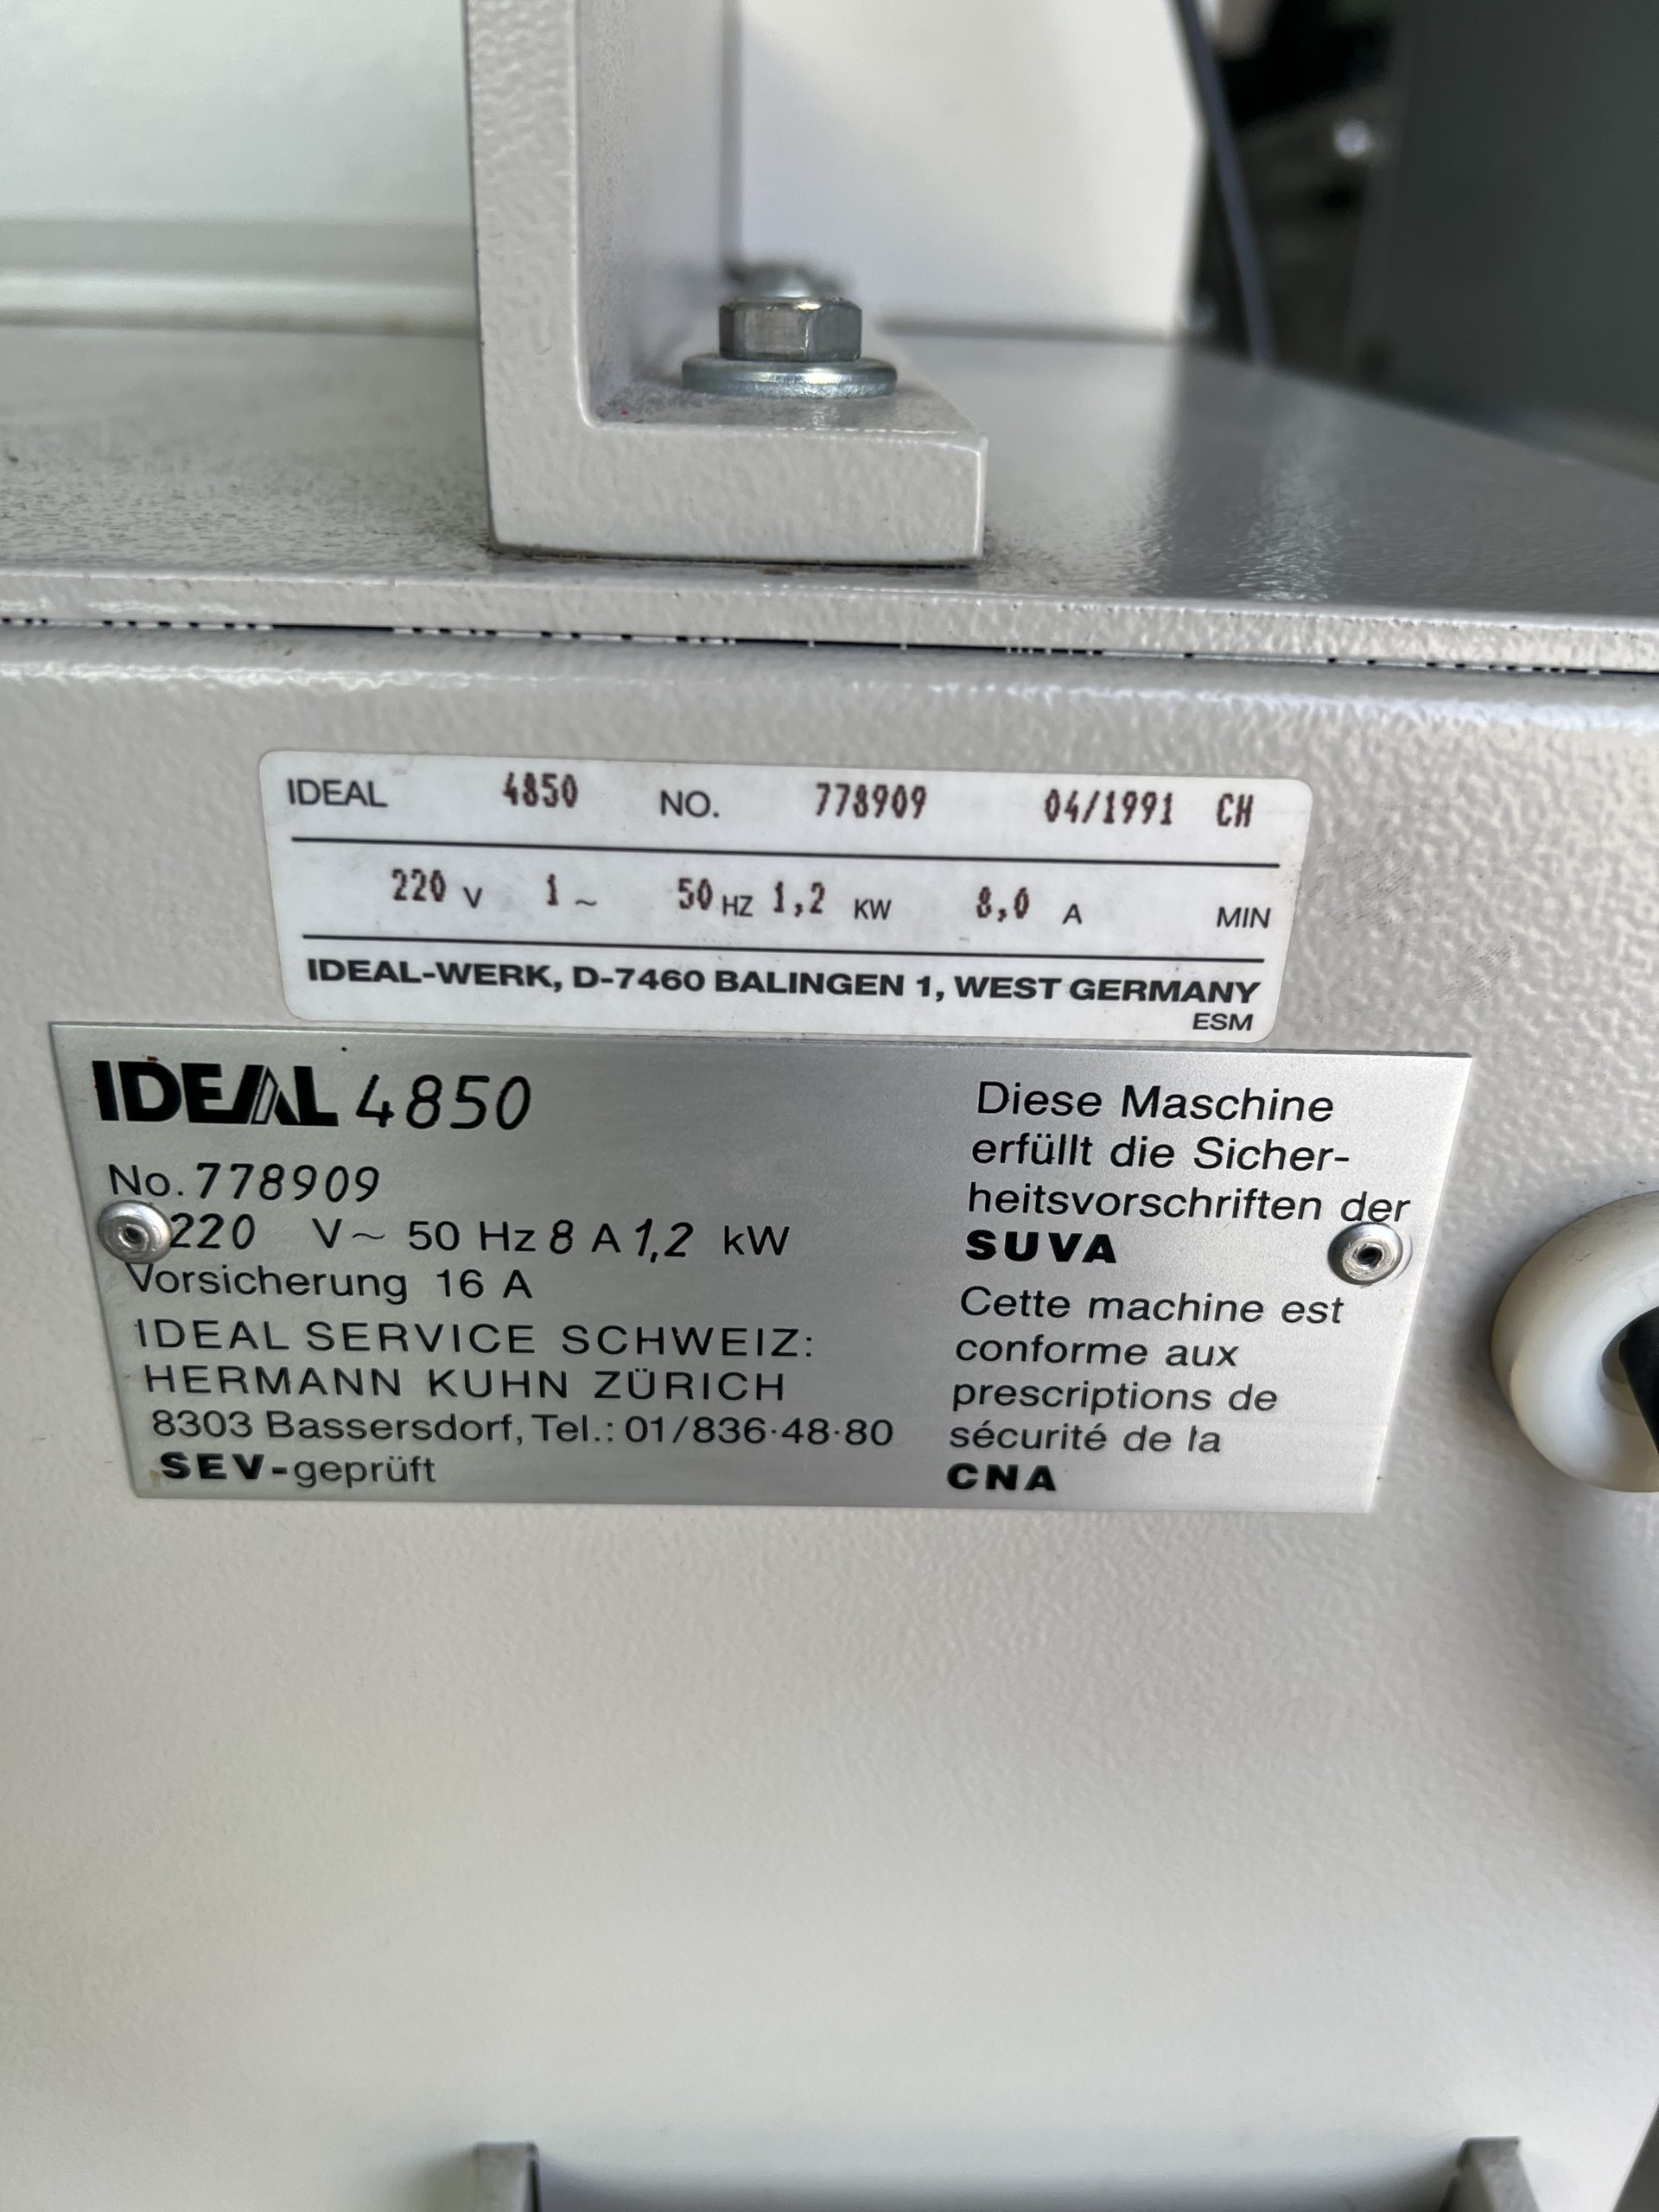 IDEAL 4850 NO. 778909 04/1991 CH
220 V 1 ~ 50 HZ 1,2 KW 8,0 A MIN
IDEAL-WERK, D-7460 BALINGEN 1, WEST GERMANY
ESM
IDEAL 4850
No. 778909
220 V~ 50 Hz 8 A 1,2 kW
Vorsicherung 16 A
IDEAL SERVICE SCHWEIZ:
HERMANN KUHN ZÜRICH
8303 Bassersdorf, Tel.: 01/836·48·80
SEV-geprüft
Diese Maschine
erfüllt die Sicher-
heitsvorschriften der
SUVA
Cette machine est
conforme aux
prescriptions de
sécurité de la
CNA